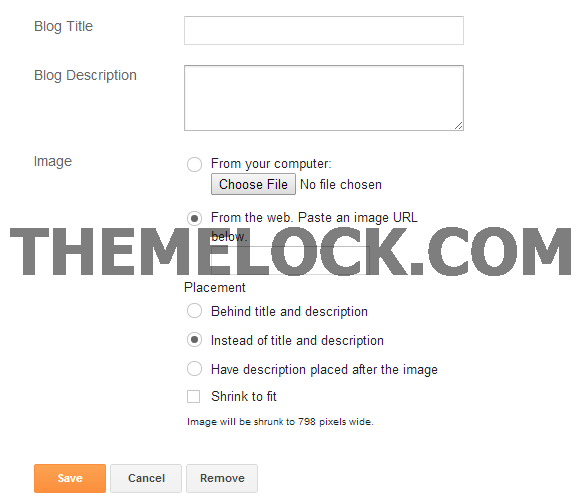 Blog Title
Blog Description
Image
From your computer:
Choose File No file chosen
From the web. Paste an image URL
below.
THEMELOCK.COM
Placement
Behind title and description
Instead of title and description
Have description placed after the image
Shrink to fit
Image will be shrunk to 798 pixels wide.
Save Cancel Remove